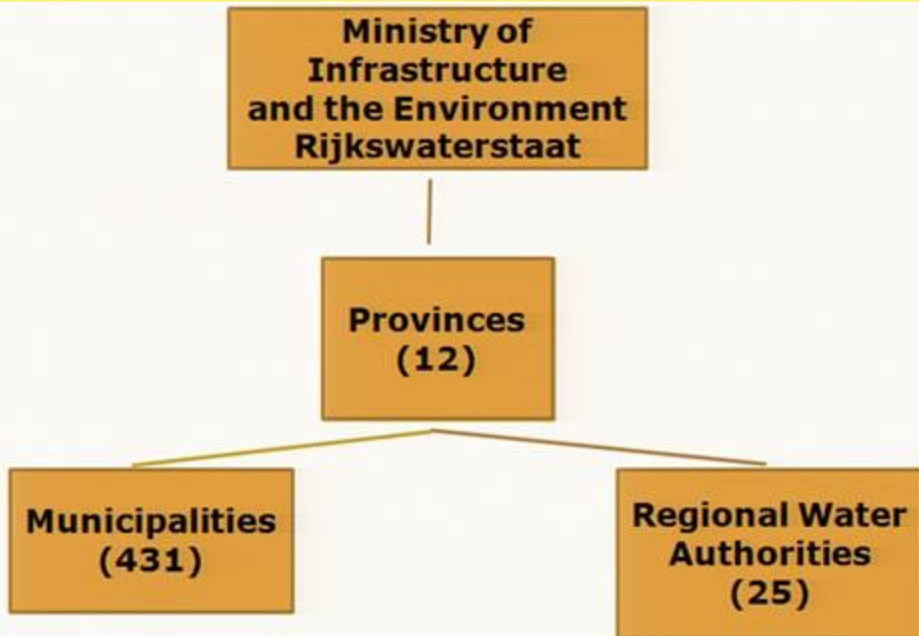 Ministry of
Infrastructure
and the Environment
Rijkswaterstaat
Provinces
(12)
Municipalities
(431)
Regional Water
Authorities
(25)